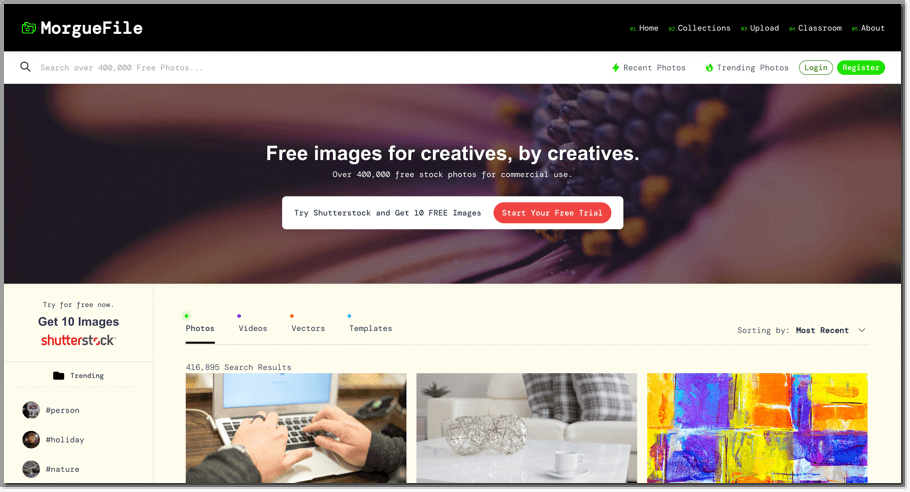 MorgueFile
01. Home 02. Collections 03. Upload 04. Classroom 05. About
Search over 400,000 Free Photos... Recent Photos Trending Photos Login Register
Free images for creatives, by creatives.
Over 400,000 free stock photos for commercial use.
Try Shutterstock and Get 10 FREE Images Start Your Free Trial
Try for free now.
Get 10 Images
shutterstock
Trending
#person
#holiday
#nature
Photos Videos Vectors Templates
Sorting by: Most Recent
416,895 Search Results